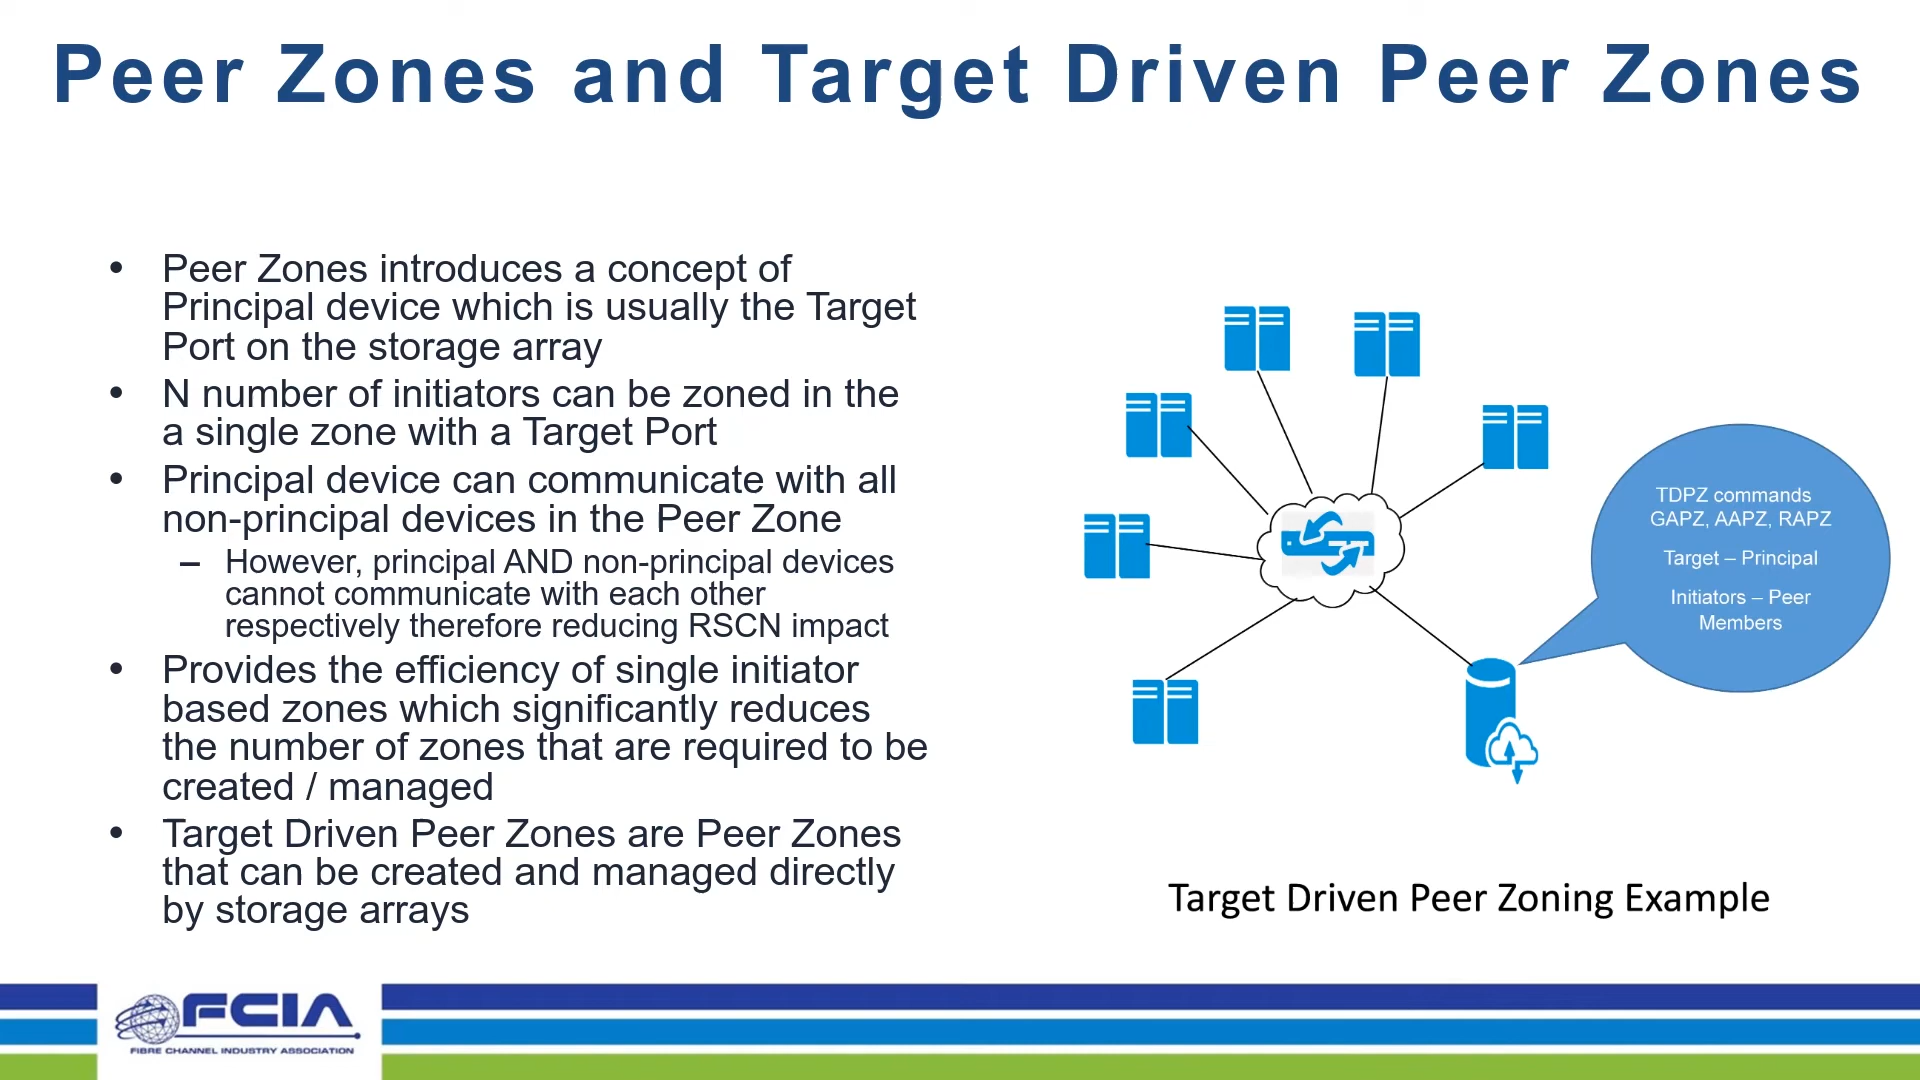 Peer Zones and Target Driven Peer Zones
• Peer Zones introduces a concept of
Principal device which is usually the Target
Port on the storage array
• N number of initiators can be zoned in the
a single zone with a Target Port
• Principal device can communicate with all
non-principal devices in the Peer Zone
– However, principal AND non-principal devices
cannot communicate with each other
respectively therefore reducing RSCN impact
• Provides the efficiency of single initiator
based zones which significantly reduces
the number of zones that are required to be
created / managed
• Target Driven Peer Zones are Peer Zones
that can be created and managed directly
by storage arrays
TDPZ commands
GAPZ, AAPZ, RAPZ
Target – Principal
Initiators – Peer
Members
Target Driven Peer Zoning Example
FCIA
FIBRE CHANNEL INDUSTRY ASSOCIATION